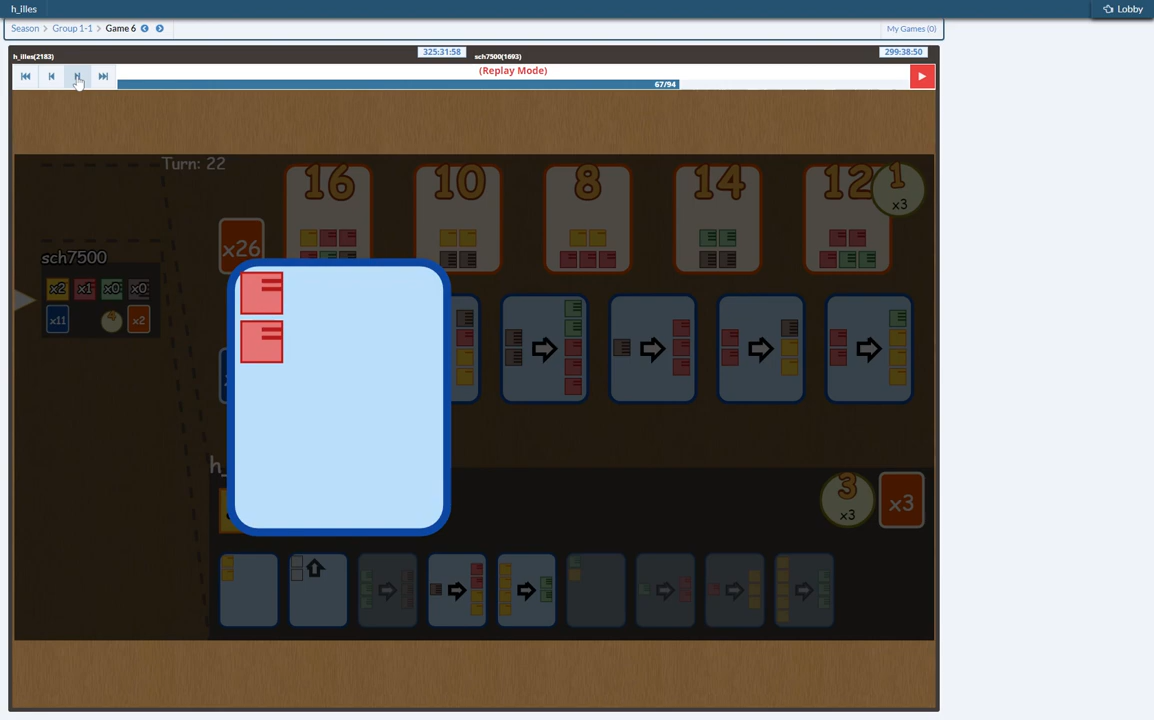 h_illes
Lobby
Season
Group 1-1
Game 6
My Games (0)
h_illes(2183)
325:31:58
sch7500(1693)
299:38:50
(Replay Mode)
67/94
Turn: 22
16
10
8
14
12
1
x3
x26
sch7500
x2
x1
x0
x0
x11
4
x2
h_
3
x3
x3